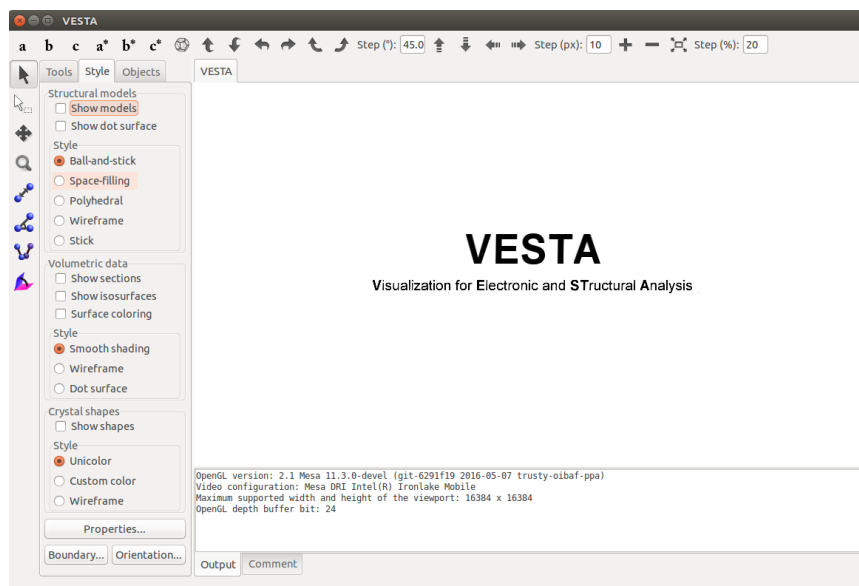 VESTA
a b c a* b* c* Step (°): 45.0 Step (px): 10 Step (%): 20
Tools Style Objects VESTA
Structural models
Show models
Show dot surface
Style
Ball-and-stick
Space-filling
Polyhedral
Wireframe
Stick
Volumetric data
Show sections
Show isosurfaces
Surface coloring
Style
Smooth shading
Wireframe
Dot surface
Crystal shapes
Show shapes
Style
Unicolor
Custom color
Wireframe
Properties...
Boundary... Orientation...
VESTA
Visualization for Electronic and STructural Analysis
OpenGL version: 2.1 Mesa 11.3.0-devel (git-6291f19 2016-05-07 trusty-oibaf-ppa)
Video configuration: Mesa DRI Intel(R) Ironlake Mobile
Maximum supported width and height of the viewport: 16384 x 16384
OpenGL depth buffer bit: 24
Output Comment